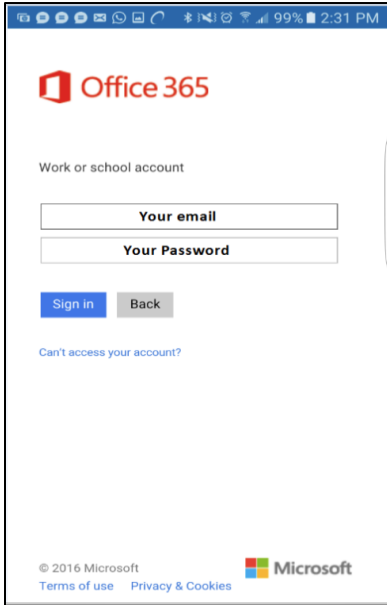 99% 2:31 PM
Office 365
Work or school account
Your email
Your Password
Sign in Back
Can't access your account?
© 2016 Microsoft
Microsoft
Terms of use Privacy & Cookies